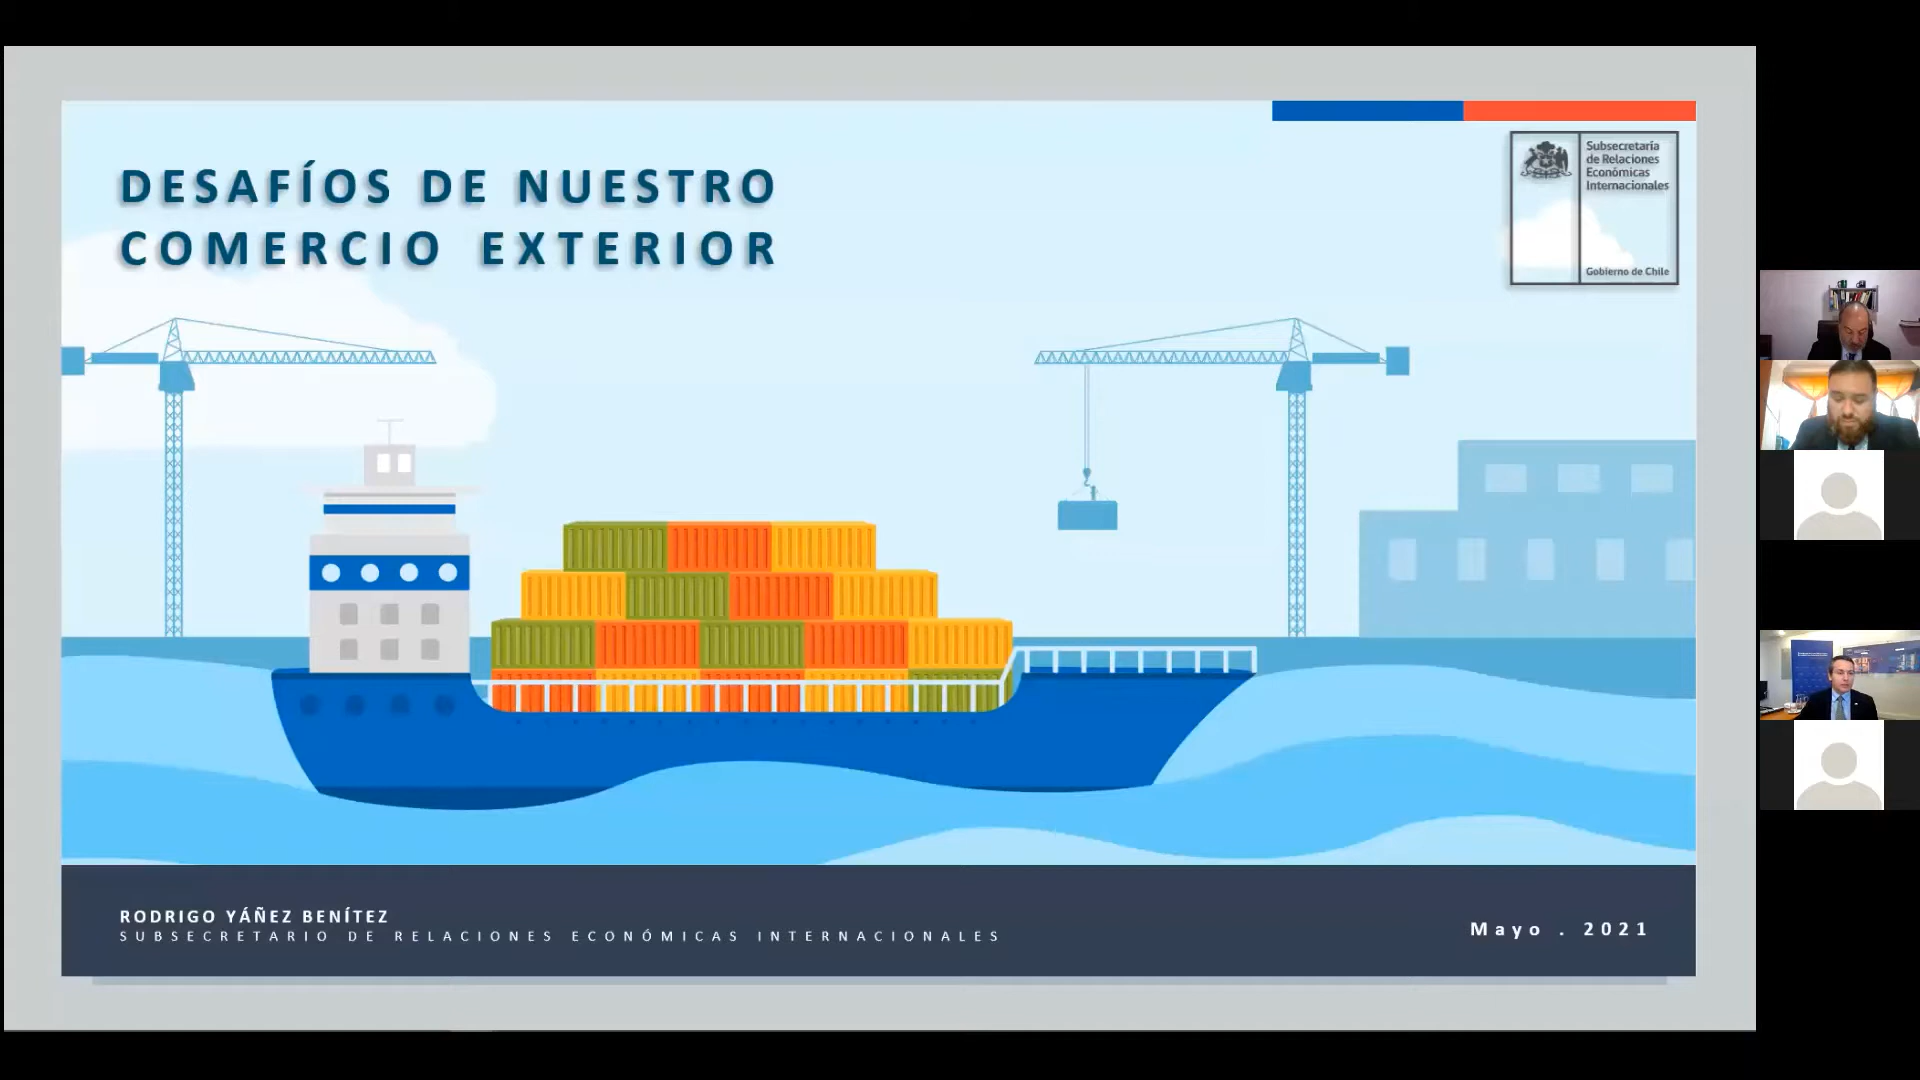 DESAFÍOS DE NUESTRO
COMERCIO EXTERIOR
Subsecretaría
de Relaciones
Económicas
Internacionales
Gobierno de Chile
RODRIGO YÁÑEZ BENÍTEZ
SUBSECRETARIO DE RELACIONES ECONÓMICAS INTERNACIONALES
Mayo . 2021